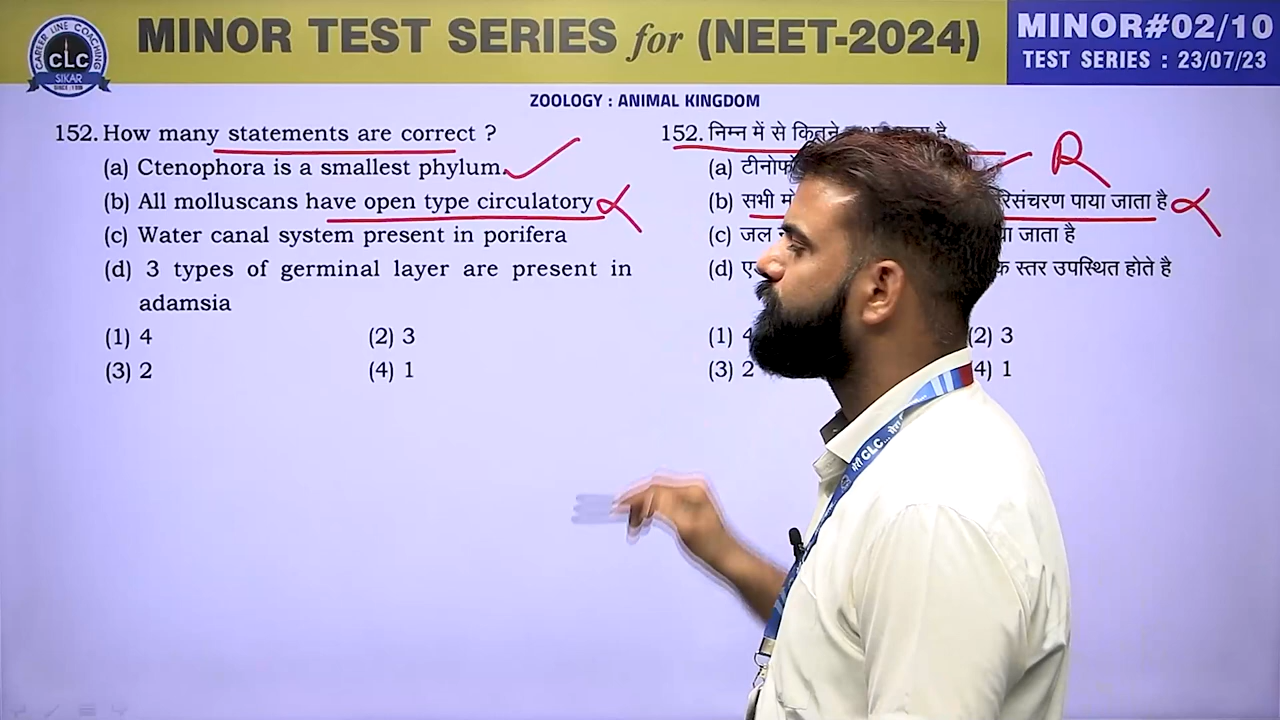 MINOR TEST SERIES for (NEET-2024)
MINOR#02/10
TEST SERIES : 23/07/23
CAREER LINE COACHING
CLC
SIKAR
ZOOLOGY : ANIMAL KINGDOM
152. How many statements are correct ?
(a) Ctenophora is a smallest phylum.
(b) All molluscans have open type circulatory
(c) Water canal system present in porifera
(d) 3 types of germinal layer are present in
adamsia
(1) 4 (2) 3
(3) 2 (4) 1
152. निम्न में से कितने है
R
(a)
(b) सभी पाया जाता है
(c) जल जाता है
(d) स्तर उपस्थित होते है
(1) 4 (2) 3
(3) 2 (4) 1
मेरी CLC...